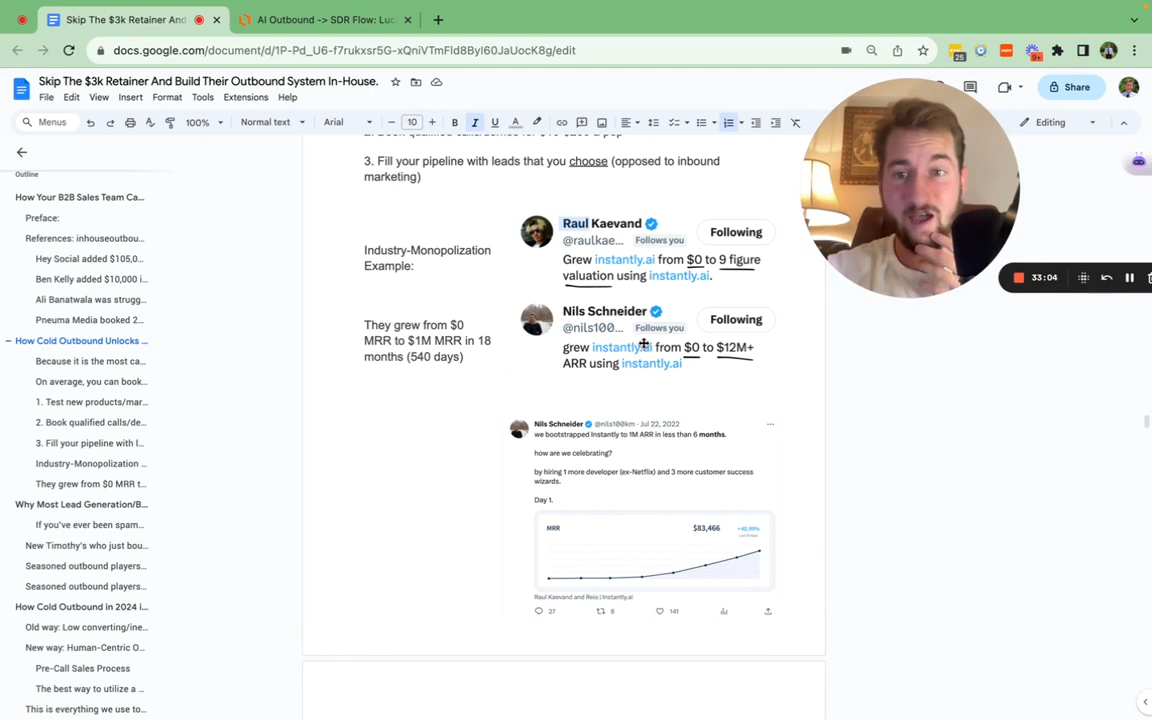 Skip The $3k Retainer And
AI Outbound -> SDR Flow: Luc
docs.google.com/document/d/1P-Pd_U6-f7rukxsr5G-xQniVTmFld8ByI60JaUocK8g/edit
25
9+
Skip The $3k Retainer And Build Their Outbound System In-House.
File Edit View Insert Format Tools Extensions Help
Share
Menus
100%
Normal text
Arial
10
B I U A
Editing
Outline
How Your B2B Sales Team Ca...
Preface:
References: inhouseoutbou...
Hey Social added $105,0...
Ben Kelly added $10,000 i...
Ali Banatwala was strugg...
Pneuma Media booked 2...
How Cold Outbound Unlocks ...
Because it is the most ca...
On average, you can book...
1. Test new products/mar...
2. Book qualified calls/de...
3. Fill your pipeline with l...
Industry-Monopolization ...
They grew from $0 MRR t...
Why Most Lead Generation/B...
If you've ever been spam...
New Timothy's who just bou...
Seasoned outbound players...
Seasoned outbound players...
How Cold Outbound in 2024 i...
Old way: Low converting/ine...
New way: Human-Centric O...
Pre-Call Sales Process
The best way to utilize a ...
This is everything we use to...
3. Fill your pipeline with leads that you choose (opposed to inbound
marketing)
Industry-Monopolization
Example:
Raul Kaevand
@raulkae... Follows you
Following
Grew instantly.ai from $0 to 9 figure
valuation using instantly.ai.
They grew from $0
MRR to $1M MRR in 18
months (540 days)
Nils Schneider
@nils100... Follows you
Following
grew instantly.ai from $0 to $12M+
ARR using instantly.ai
Nils Schneider @nils100km · Jul 22, 2022
we bootstrapped Instantly to 1M ARR in less than 6 months.
how are we celebrating?
by hiring 1 more developer (ex-Netflix) and 3 more customer success
wizards.
Day 1.
MRR
$83,466
Raul Kaevand and Reio | Instantly.ai
27
8
141
33:04